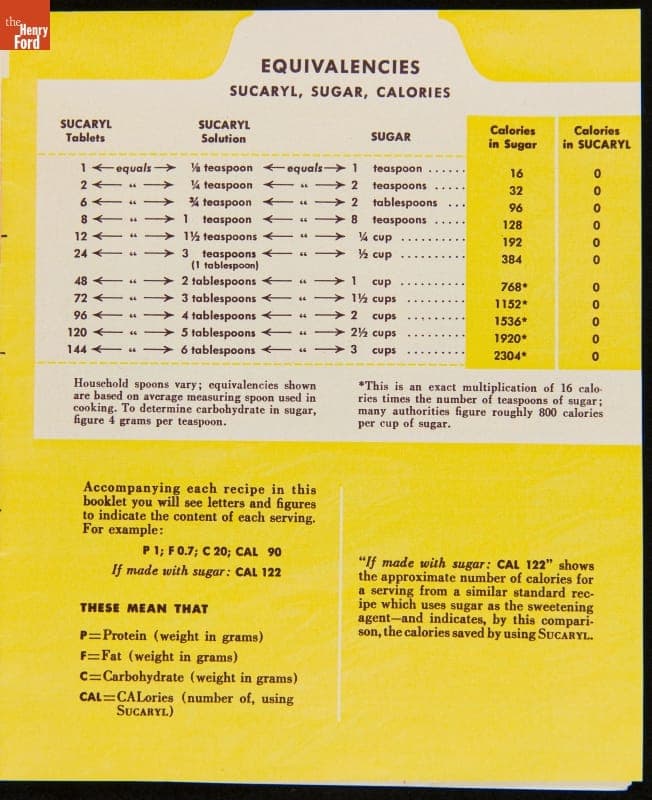 the
Henry
Ford
EQUIVALENCIES
SUCARYL, SUGAR, CALORIES
SUCARYL Tablets SUCARYL Solution SUGAR Calories in Sugar Calories in SUCARYL
1 ←equals→ ⅛ teaspoon ←equals→ 1 teaspoon ...... 16 0
2 ← “ → ¼ teaspoon ← “ → 2 teaspoons ..... 32 0
6 ← “ → ¾ teaspoon ← “ → 2 tablespoons ... 96 0
8 ← “ → 1 teaspoon ← “ → 8 teaspoons ..... 128 0
12 ← “ → 1½ teaspoons ← “ → ¼ cup .......... 192 0
24 ← “ → 3 teaspoons ← “ → ½ cup .......... 384 0
(1 tablespoon)
48 ← “ → 2 tablespoons ← “ → 1 cup .......... 768* 0
72 ← “ → 3 tablespoons ← “ → 1½ cups ......... 1152* 0
96 ← “ → 4 tablespoons ← “ → 2 cups ......... 1536* 0
120 ← “ → 5 tablespoons ← “ → 2½ cups ......... 1920* 0
144 ← “ → 6 tablespoons ← “ → 3 cups ......... 2304* 0
Household spoons vary; equivalencies shown
are based on average measuring spoon used in
cooking. To determine carbohydrate in sugar,
figure 4 grams per teaspoon.
*This is an exact multiplication of 16 calo-
ries times the number of teaspoons of sugar;
many authorities figure roughly 800 calories
per cup of sugar.
Accompanying each recipe in this
booklet you will see letters and figures
to indicate the content of each serving.
For example:
P 1; F 0.7; C 20; CAL 90
If made with sugar: CAL 122
THESE MEAN THAT
P=Protein (weight in grams)
F=Fat (weight in grams)
C=Carbohydrate (weight in grams)
CAL=CALories (number of, using
SUCARYL)
“If made with sugar: CAL 122” shows
the approximate number of calories for
a serving from a similar standard rec-
ipe which uses sugar as the sweetening
agent—and indicates, by this compari-
son, the calories saved by using SUCARYL.